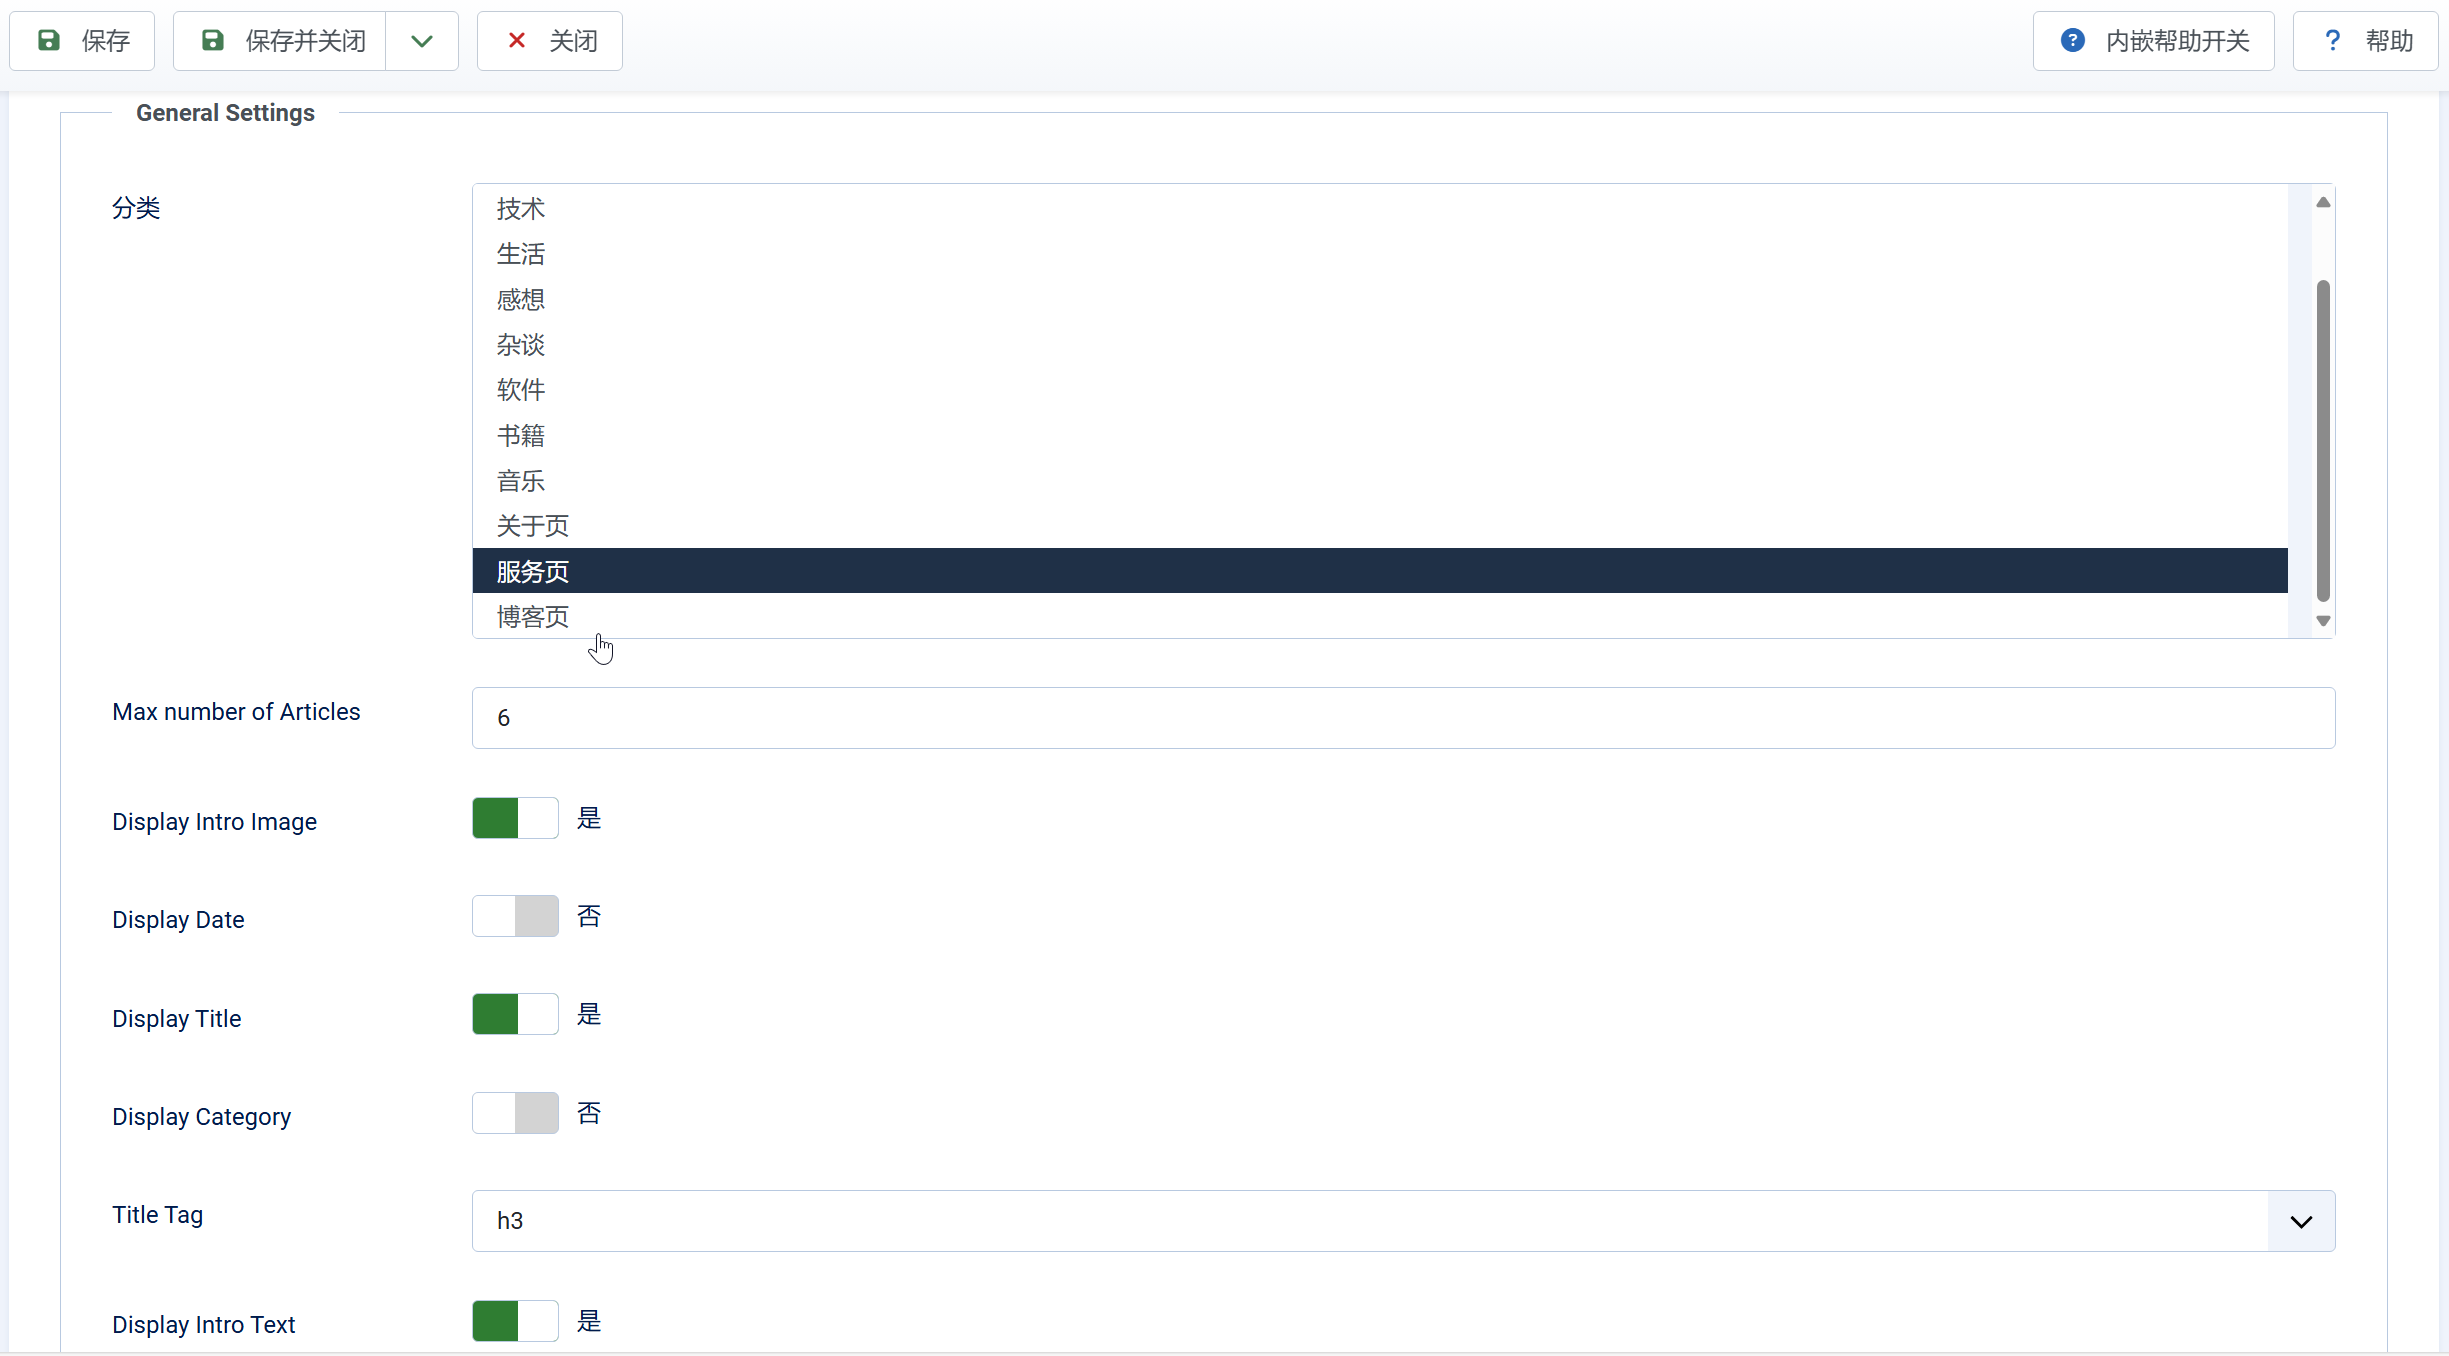 保存
保存并关闭
关闭
内嵌帮助开关
帮助
General Settings
分类
技术
生活
感想
杂谈
软件
书籍
音乐
关于页
服务页
博客页
Max number of Articles
6
Display Intro Image
是
Display Date
否
Display Title
是
Display Category
否
Title Tag
h3
Display Intro Text
是